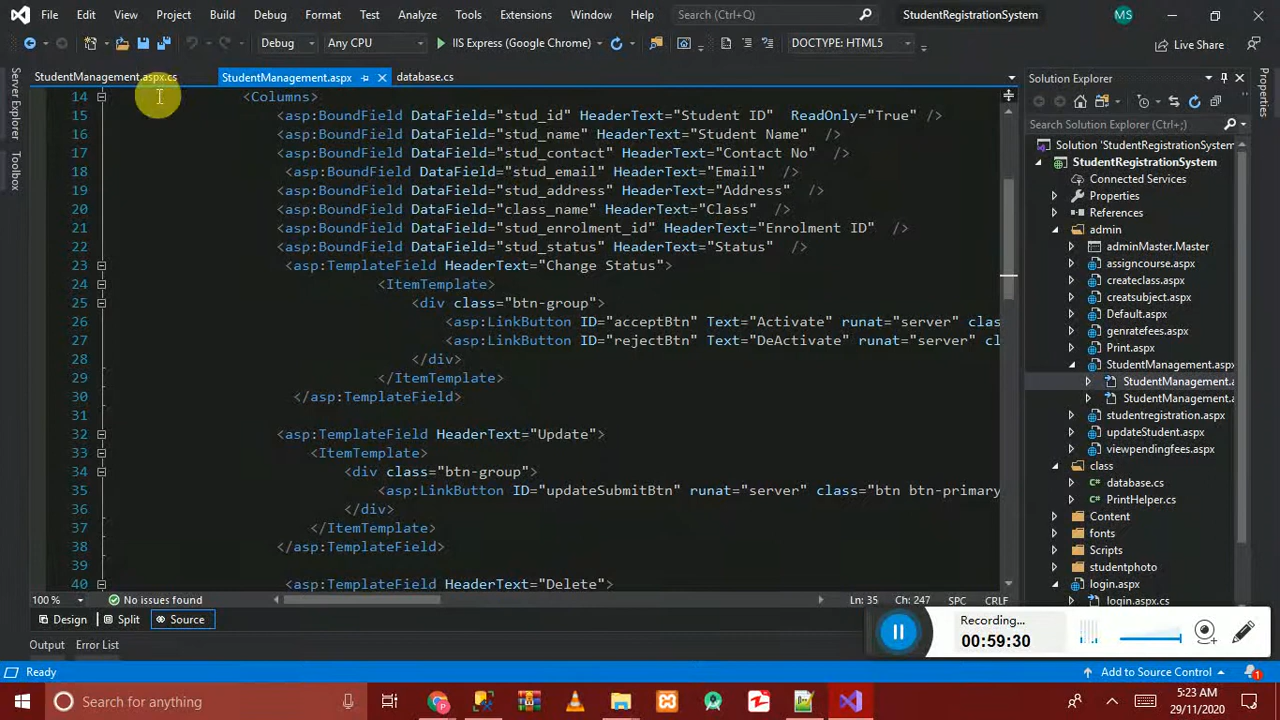 File Edit View Project Build Debug Format Test Analyze Tools Extensions Window Help Search (Ctrl+Q) StudentRegistrationSystem MS
Debug Any CPU IIS Express (Google Chrome) DOCTYPE: HTML5 Live Share
StudentManagement.aspx.cs StudentManagement.aspx database.cs
Server Explorer
Toolbox
14 <Columns>
15 <asp:BoundField DataField="stud_id" HeaderText="Student ID" ReadOnly="True" />
16 <asp:BoundField DataField="stud_name" HeaderText="Student Name" />
17 <asp:BoundField DataField="stud_contact" HeaderText="Contact No" />
18 <asp:BoundField DataField="stud_email" HeaderText="Email" />
19 <asp:BoundField DataField="stud_address" HeaderText="Address" />
20 <asp:BoundField DataField="class_name" HeaderText="Class" />
21 <asp:BoundField DataField="stud_enrolment_id" HeaderText="Enrolment ID" />
22 <asp:BoundField DataField="stud_status" HeaderText="Status" />
23 <asp:TemplateField HeaderText="Change Status">
24 <ItemTemplate>
25 <div class="btn-group">
26 <asp:LinkButton ID="acceptBtn" Text="Activate" runat="server" clas
27 <asp:LinkButton ID="rejectBtn" Text="DeActivate" runat="server" cl
28 </div>
29 </ItemTemplate>
30 </asp:TemplateField>
31
32 <asp:TemplateField HeaderText="Update">
33 <ItemTemplate>
34 <div class="btn-group">
35 <asp:LinkButton ID="updateSubmitBtn" runat="server" class="btn btn-primary
36 </div>
37 </ItemTemplate>
38 </asp:TemplateField>
39
40 <asp:TemplateField HeaderText="Delete">
100 % No issues found Ln: 35 Ch: 247 SPC CRLF
Design Split Source
Output Error List
Solution Explorer
Search Solution Explorer (Ctrl+;)
Solution 'StudentRegistrationSystem
StudentRegistrationSystem
Connected Services
Properties
References
admin
adminMaster.Master
assigncourse.aspx
createclass.aspx
creatsubject.aspx
Default.aspx
genratefees.aspx
Print.aspx
StudentManagement.aspx
StudentManagement.a
StudentManagement.a
studentregistration.aspx
updateStudent.aspx
viewpendingfees.aspx
class
database.cs
PrintHelper.cs
Content
fonts
Scripts
studentphoto
login.aspx
login.aspx.cs
Properties
Recording...
00:59:30
Ready Add to Source Control 1
Search for anything
5:23 AM
29/11/2020